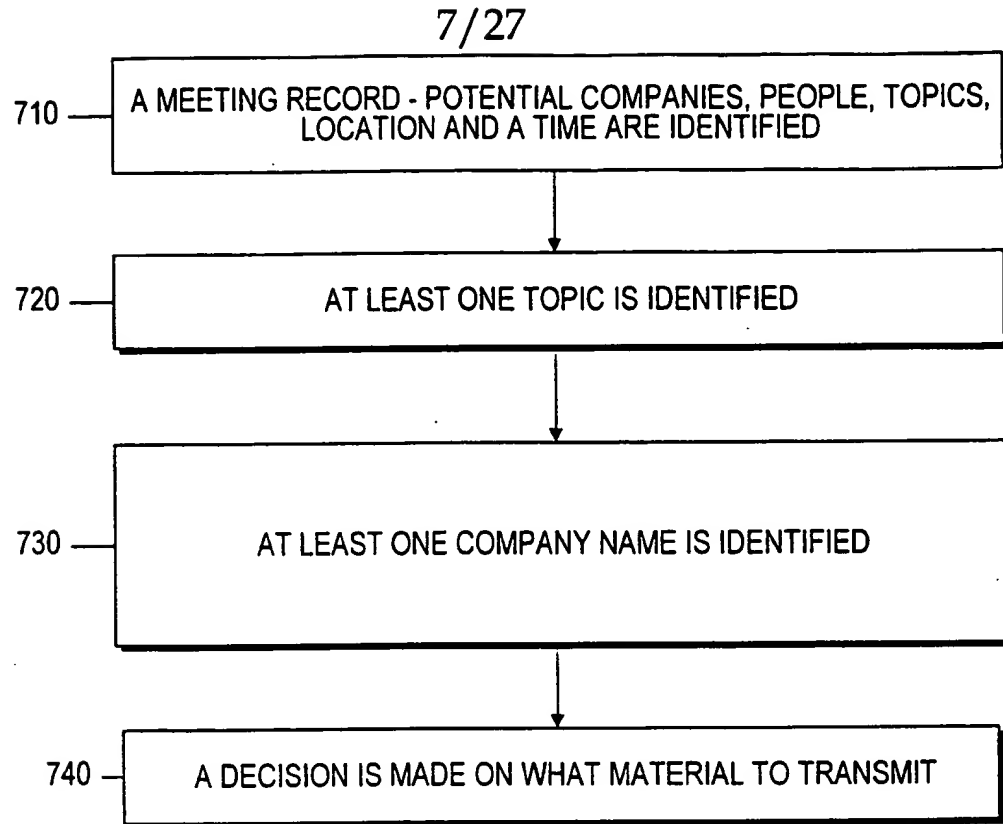 7/27
710
A MEETING RECORD - POTENTIAL COMPANIES, PEOPLE, TOPICS,
LOCATION AND A TIME ARE IDENTIFIED
720
AT LEAST ONE TOPIC IS IDENTIFIED
730
AT LEAST ONE COMPANY NAME IS IDENTIFIED
740
A DECISION IS MADE ON WHAT MATERIAL TO TRANSMIT